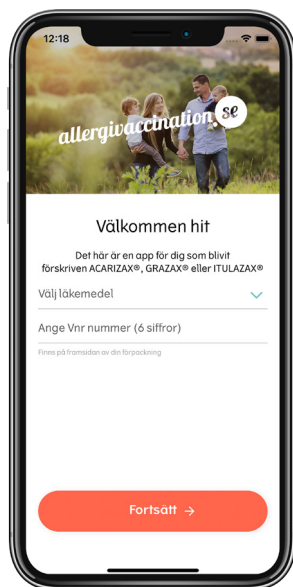 12:18
allergivaccination.se
Välkommen hit
Det här är en app för dig som blivit
förskriven ACARIZAX®, GRAZAX® eller ITULAZAX®
Välj läkemedel
Ange Vnr nummer (6 siffror)
Finns på framsidan av din förpackning
Fortsätt →